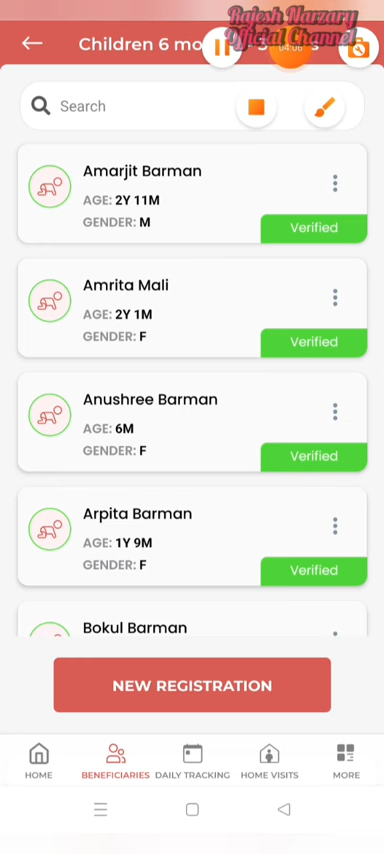 Rajesh Narzary
Official Channel
Children 6 mo
04:06
s
Search
Amarjit Barman
AGE: 2Y 11M
GENDER: M
Verified
Amrita Mali
AGE: 2Y 1M
GENDER: F
Verified
Anushree Barman
AGE: 6M
GENDER: F
Verified
Arpita Barman
AGE: 1Y 9M
GENDER: F
Verified
Bokul Barman
NEW REGISTRATION
HOME BENEFICIARIES DAILY TRACKING HOME VISITS MORE